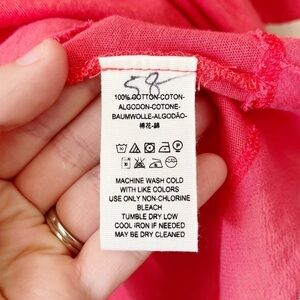 58
100% COTTON-COTON-
ALGODON-COTONE-
BAUMWOLLE-ALGODÃO-
棉花-綿
MACHINE WASH COLD
WITH LIKE COLORS
USE ONLY NON-CHLORINE
BLEACH
TUMBLE DRY LOW
COOL IRON IF NEEDED
MAY BE DRY CLEANED